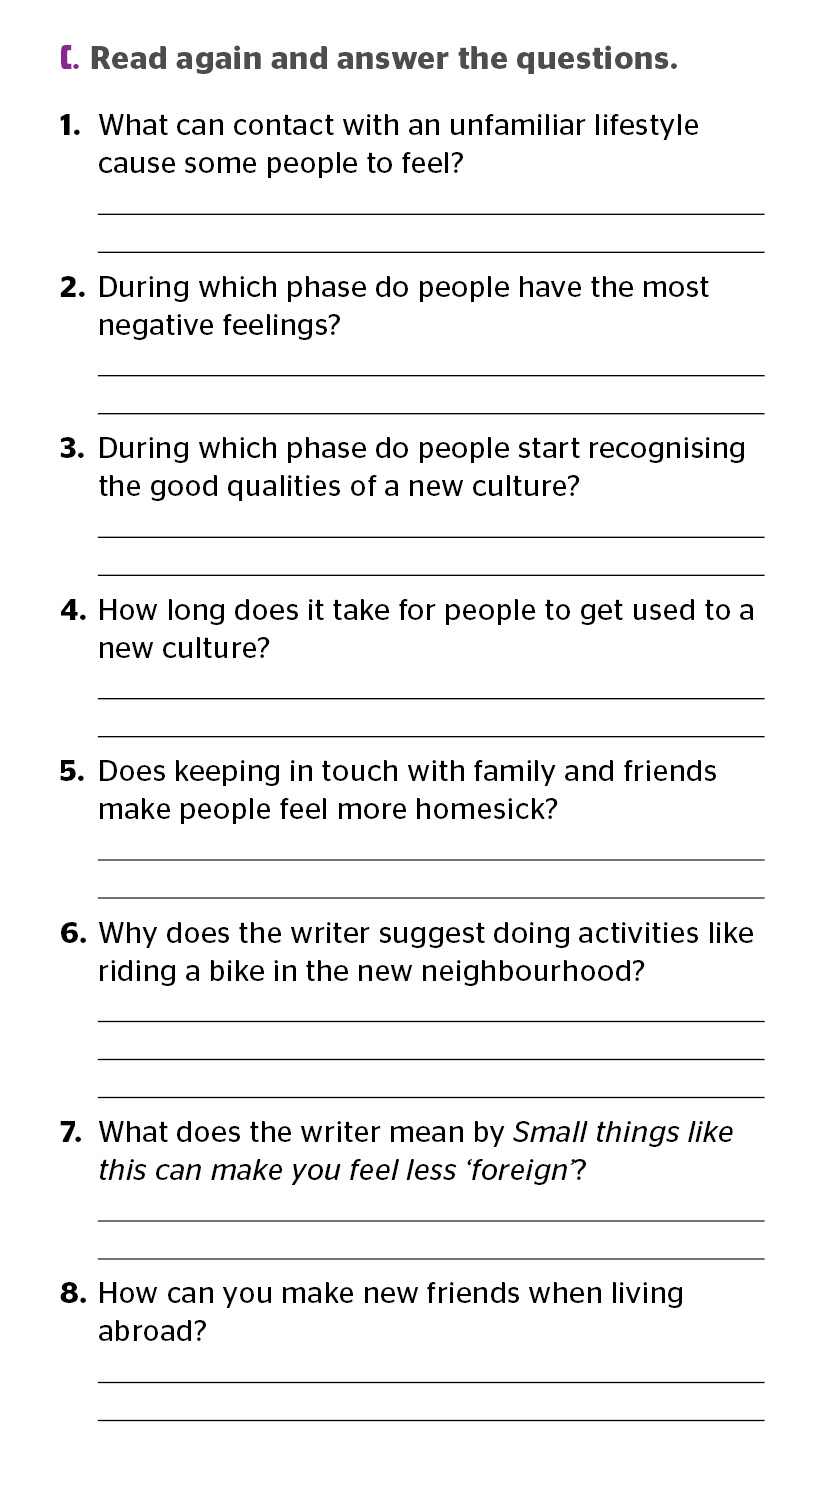 C. Read again and answer the questions.
1. What can contact with an unfamiliar lifestyle
cause some people to feel?
2. During which phase do people have the most
negative feelings?
3. During which phase do people start recognising
the good qualities of a new culture?
4. How long does it take for people to get used to a
new culture?
5. Does keeping in touch with family and friends
make people feel more homesick?
6. Why does the writer suggest doing activities like
riding a bike in the new neighbourhood?
7. What does the writer mean by Small things like
this can make you feel less ‘foreign’?
8. How can you make new friends when living
abroad?